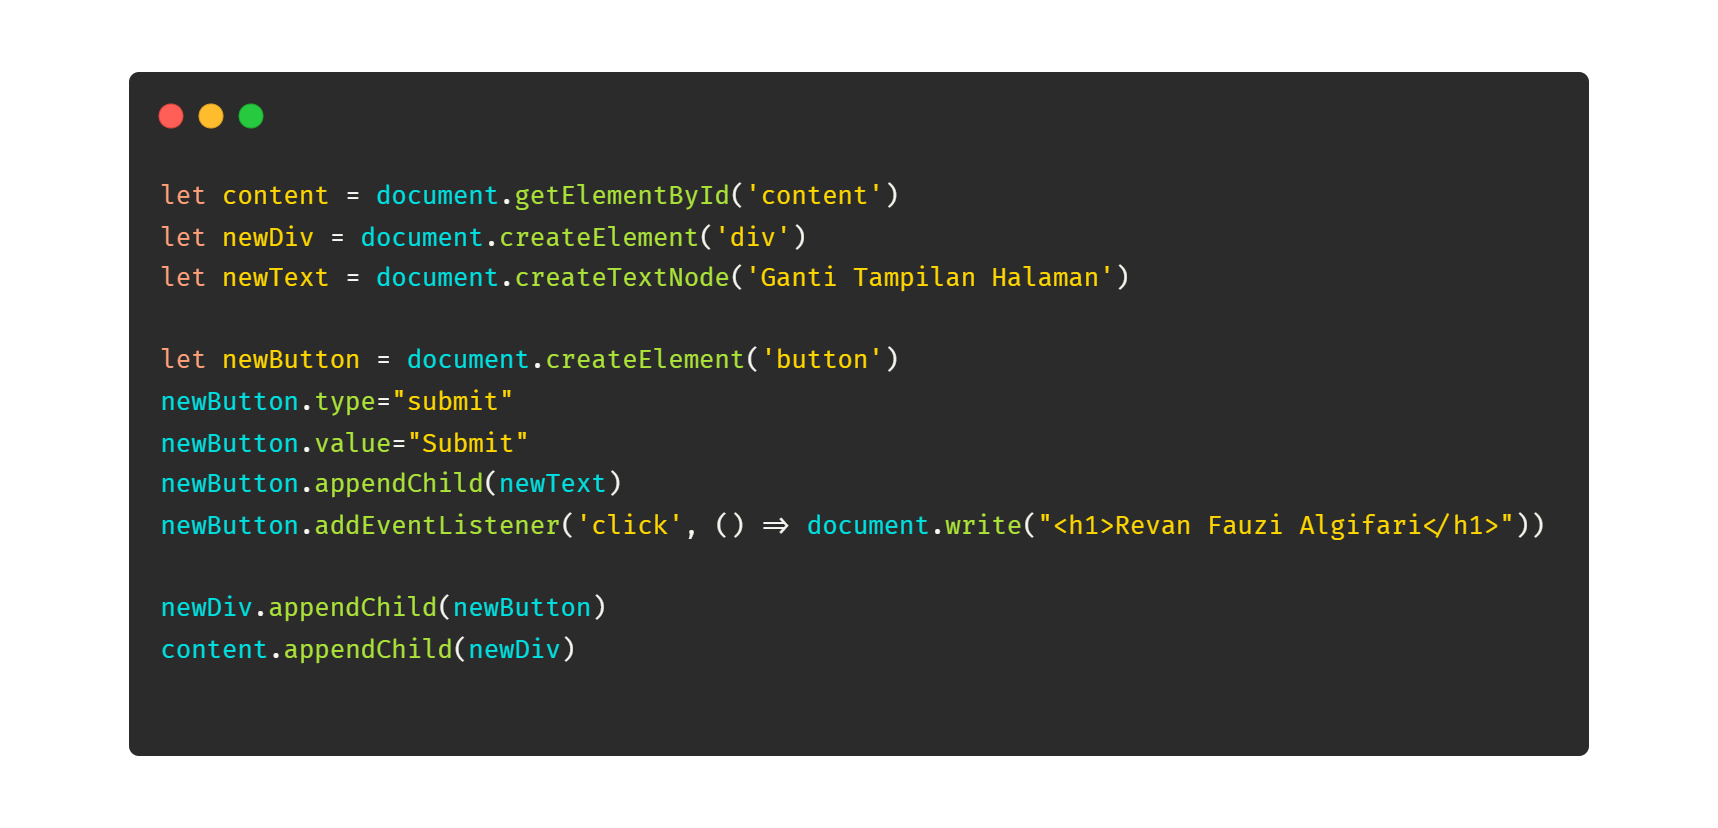 let content = document.getElementById('content')
let newDiv = document.createElement('div')
let newText = document.createTextNode('Ganti Tampilan Halaman')
let newButton = document.createElement('button')
newButton.type="submit"
newButton.value="Submit"
newButton.appendChild(newText)
newButton.addEventListener('click', () => document.write("<h1>Revan Fauzi Algifari</h1>"))
newDiv.appendChild(newButton)
content.appendChild(newDiv)